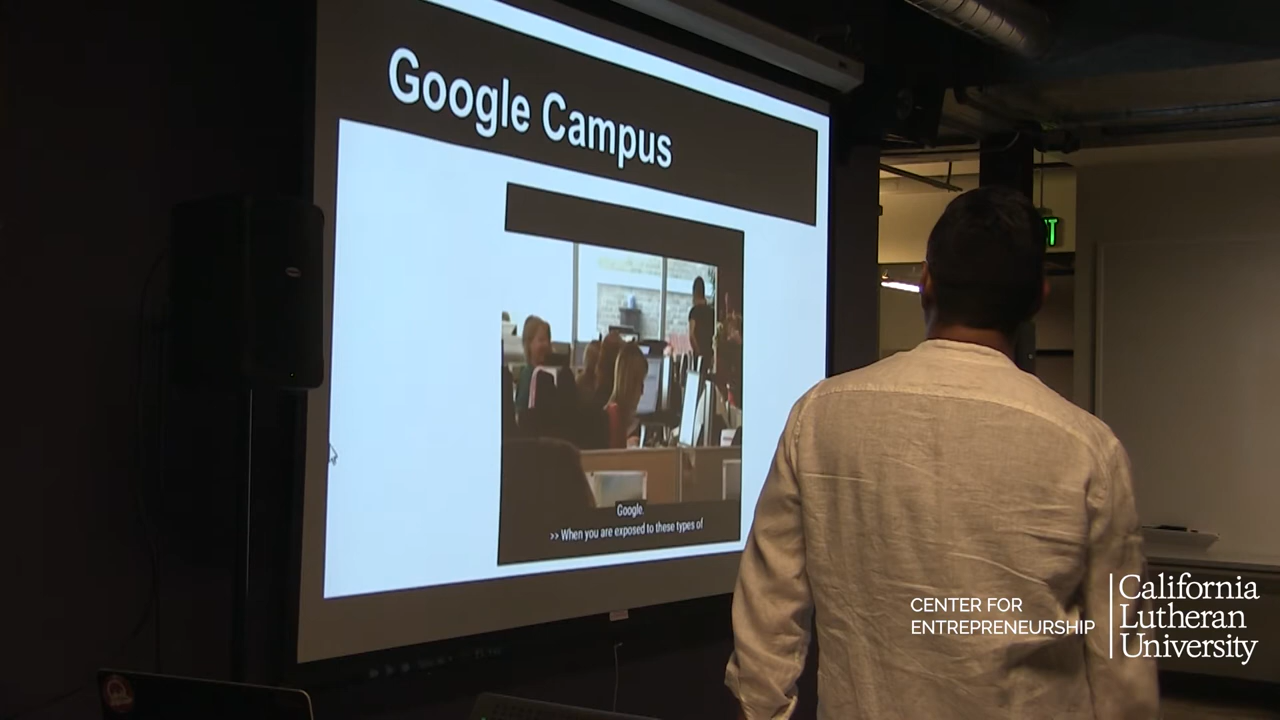 Google Campus
Google.
>> When you are exposed to these types of
CENTER FOR
ENTREPRENEURSHIP
California
Lutheran
University